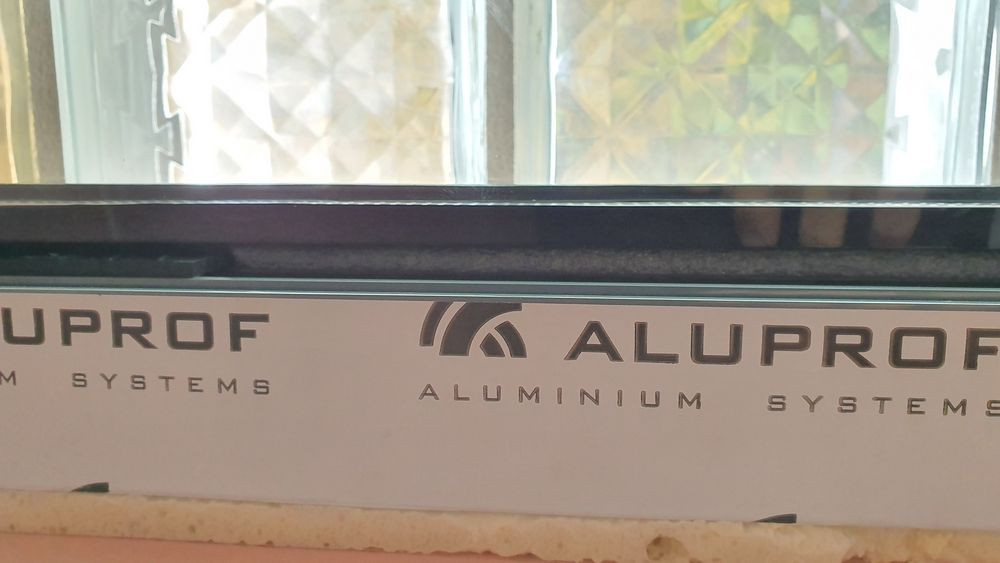 UPROF
M SYSTEMS
ALUPROF
ALUMINIUM SYSTEMS